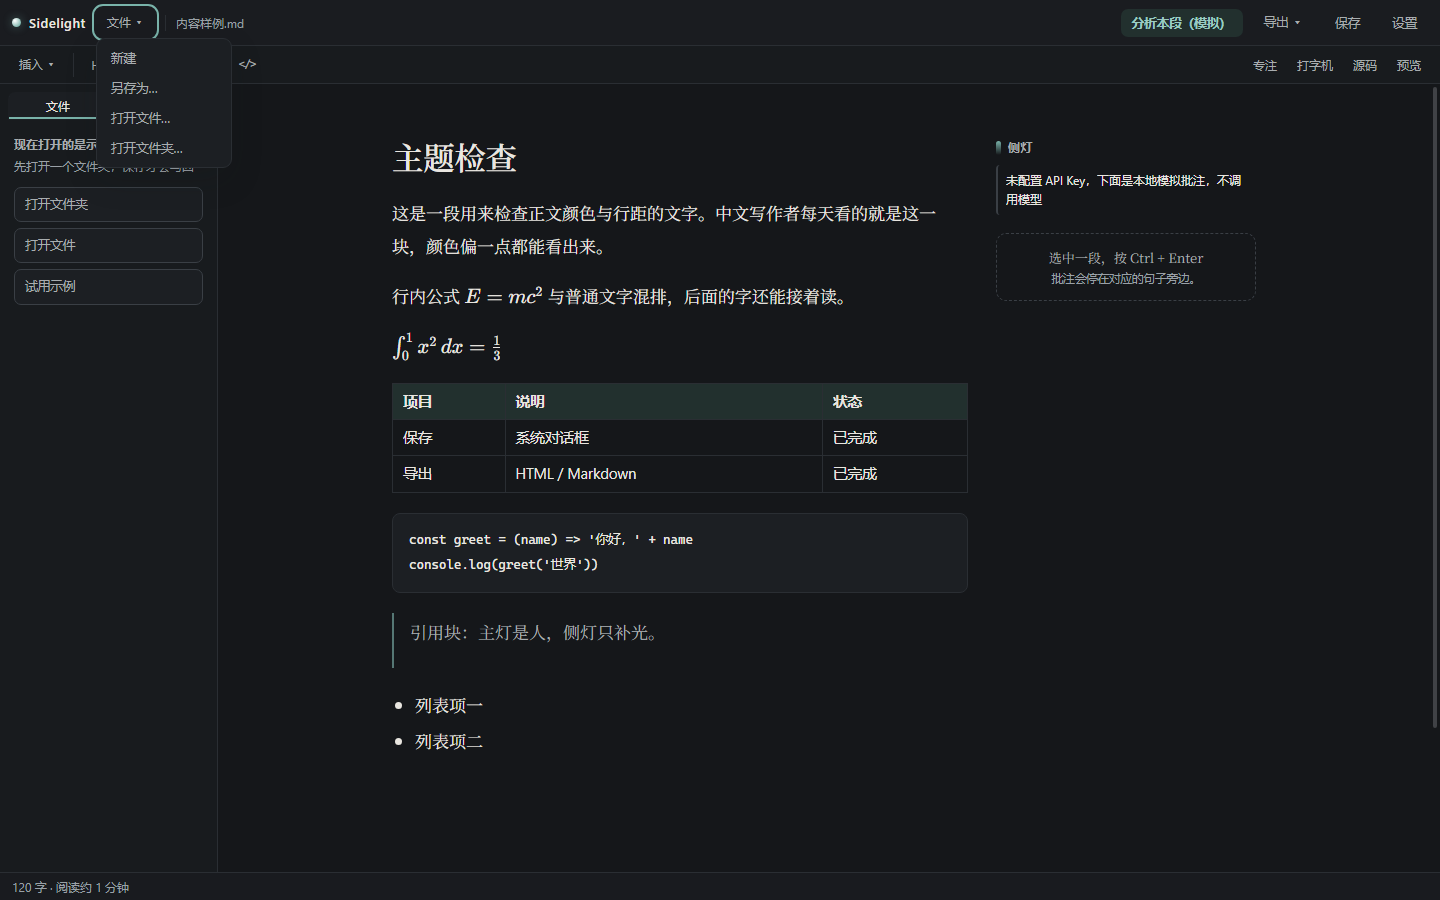 Sidelight
文件
内容样例.md
分析本段（模拟）
导出
保存
设置
新建
另存为...
打开文件...
打开文件夹...
插入
H
</>
专注
打字机
源码
预览
文件
现在打开的是示
先打开一个文件夹，
打开文件夹
打开文件
试用示例
主题检查
这是一段用来检查正文颜色与行距的文字。中文写作者每天看的就是这一
块，颜色偏一点都能看出来。
行内公式 E = mc² 与普通文字混排，后面的字还能接着读。
∫₀¹ x² dx = 1/3
项目 说明 状态
保存 系统对话框 已完成
导出 HTML / Markdown 已完成
const greet = (name) => '你好，' + name
console.log(greet('世界'))
引用块：主灯是人，侧灯只补光。
列表项一
列表项二
侧灯
未配置 API Key，下面是本地模拟批注，不调
用模型
选中一段，按 Ctrl + Enter
批注会停在对应的句子旁边。
120 字 · 阅读约 1 分钟